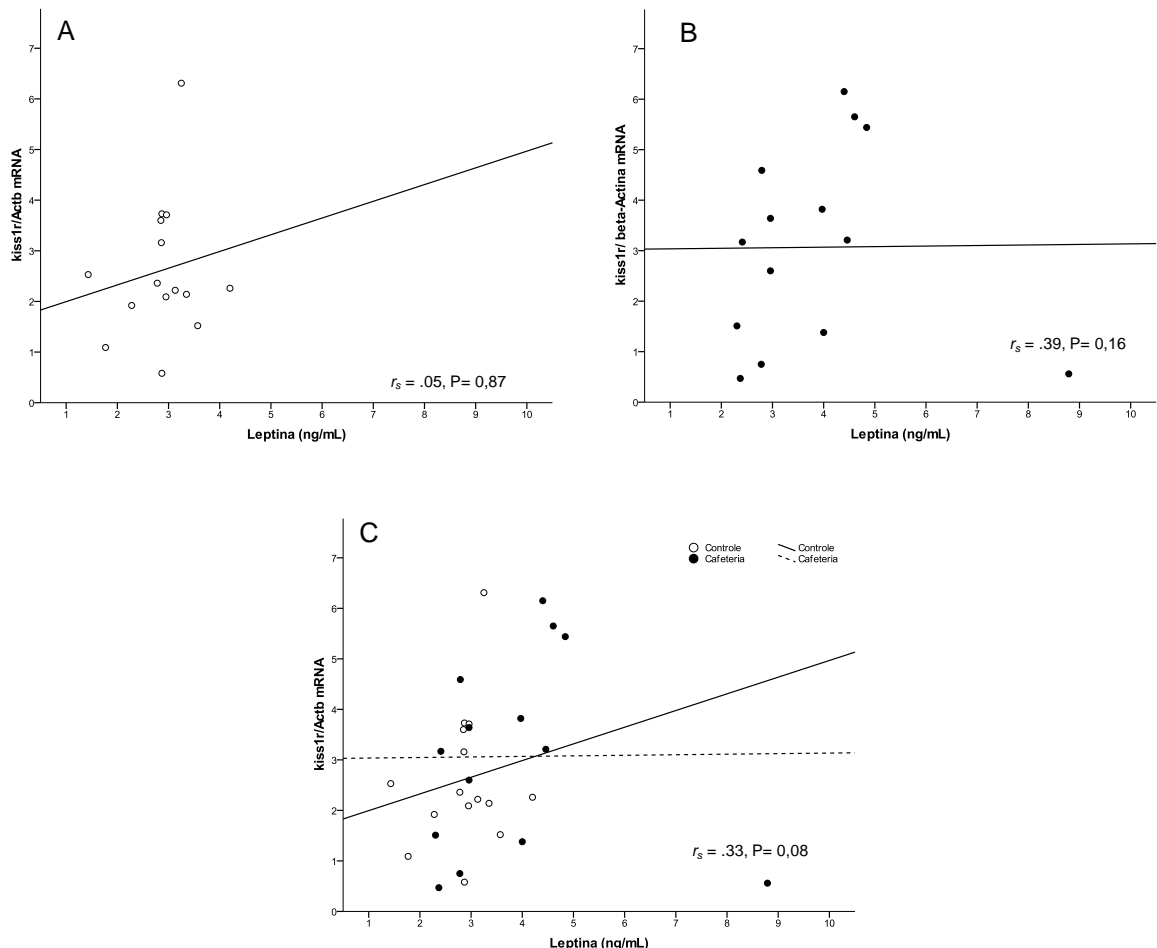 A
7
6
5
4
3
2
1
0
kiss1r/Actb mRNA
1 2 3 4 5 6 7 8 9 10
Leptina (ng/mL)
rs = .05, P= 0,87
B
7
6
5
4
3
2
1
0
kiss1r/ beta-Actina mRNA
1 2 3 4 5 6 7 8 9 10
Leptina (ng/mL)
rs = .39, P= 0,16
C
Controle Controle
Cafeteria Cafeteria
7
6
5
4
3
2
1
0
kiss1r/Actb mRNA
rs = .33, P= 0,08
1 2 3 4 5 6 7 8 9 10
Leptina (ng/mL)